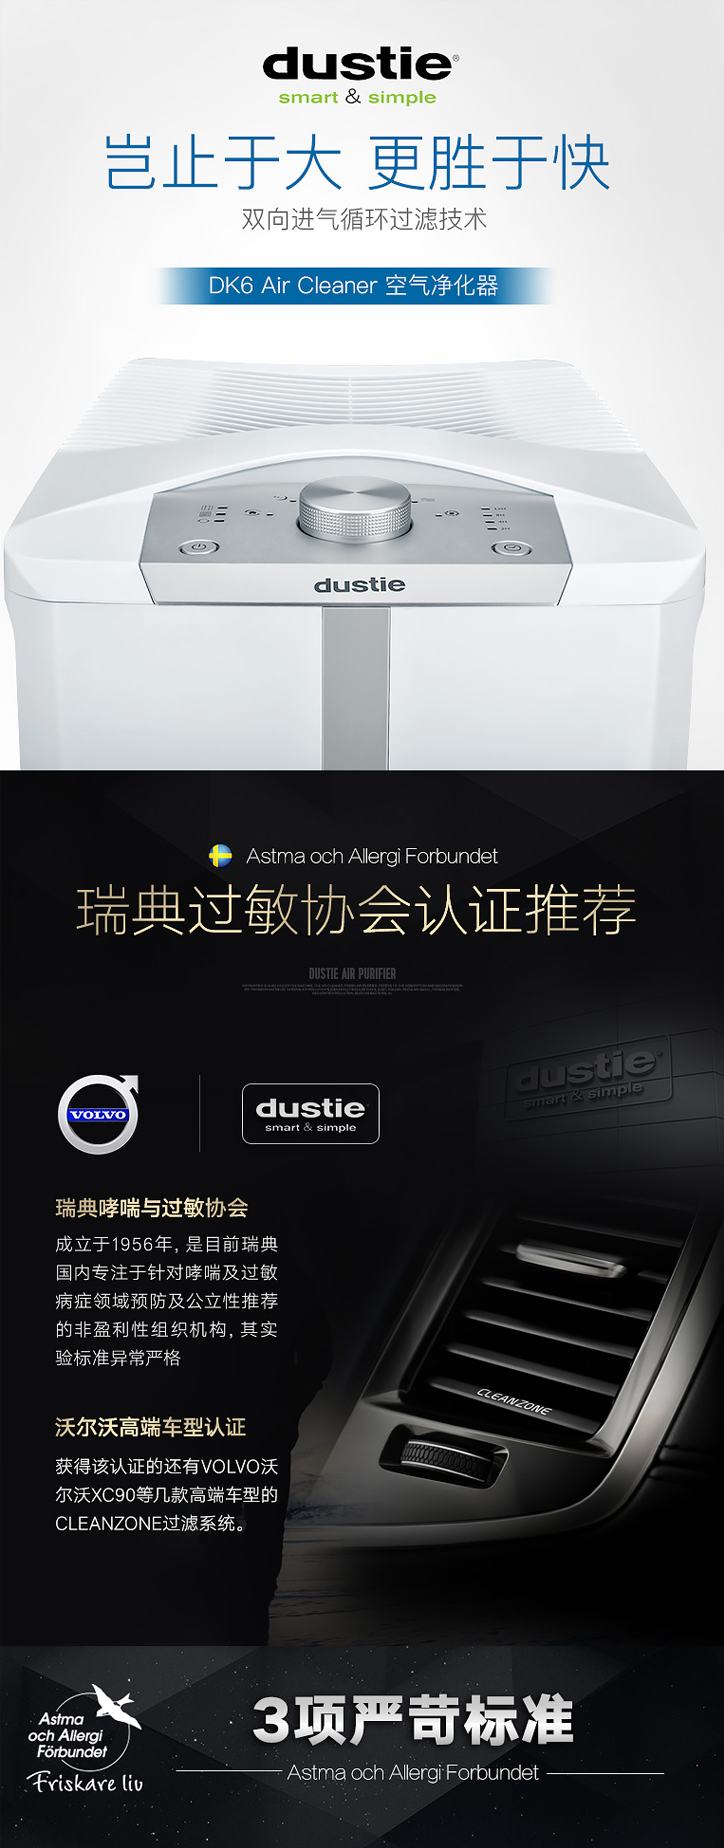 dustie®
smart & simple
岂止于大 更胜于快
双向进气循环过滤技术
DK6 Air Cleaner 空气净化器
dustie
Astma och Allergi Forbundet
瑞典过敏协会认证推荐
DUSTIE AIR PURIFIER
VOLVO
dustie
smart & simple
dustie
smart & simple
瑞典哮喘与过敏协会
成立于1956年, 是目前瑞典
国内专注于针对哮喘及过敏
病症领域预防及公立性推荐
的非盈利性组织机构, 其实
验标准异常严格
CLEANZONE
沃尔沃高端车型认证
获得该认证的还有VOLVO沃
尔沃XC90等几款高端车型的
CLEANZONE过滤系统。
Astma
och Allergi
Förbundet
Friskare liv
3项严苛标准
Astma och Allergi Forbundet